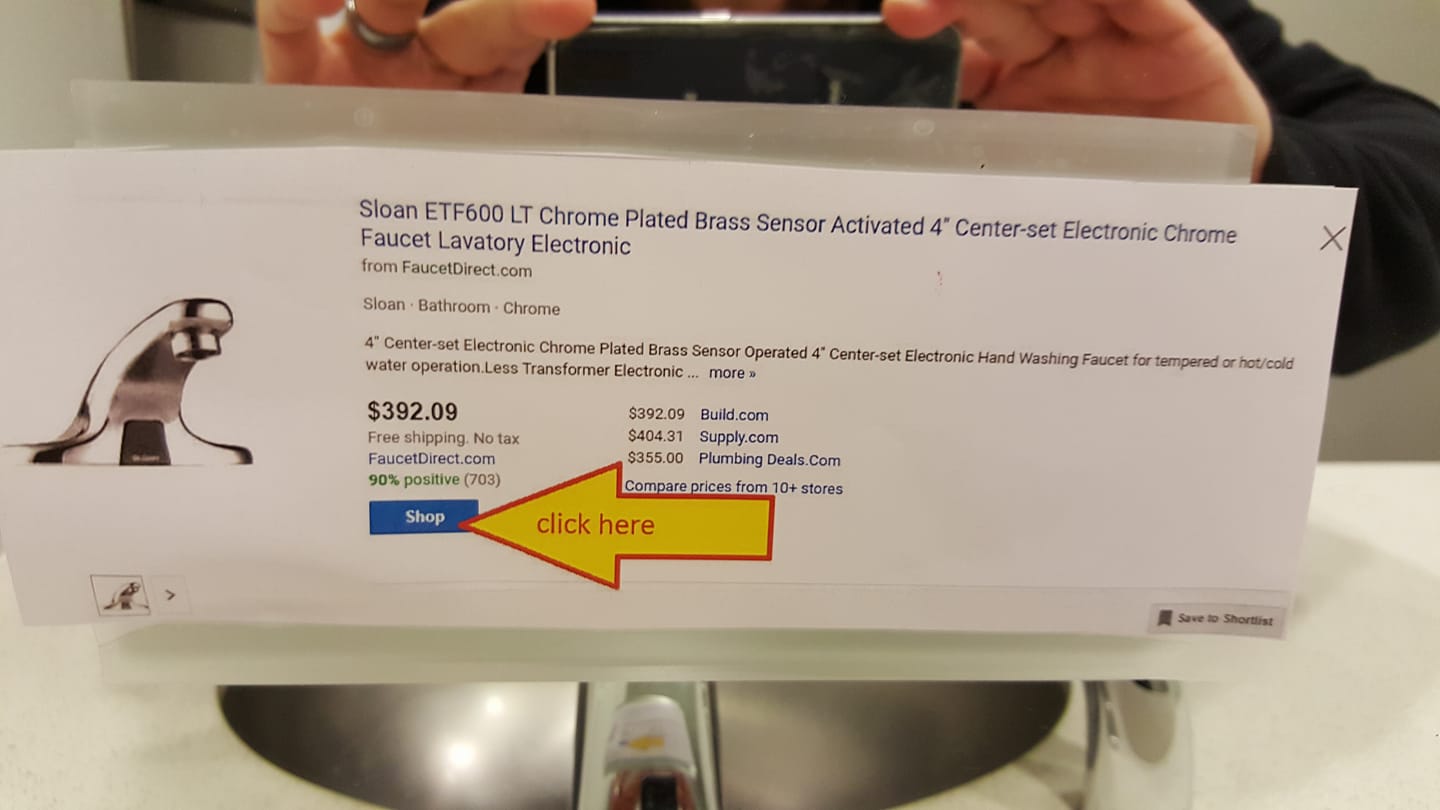 Sloan ETF600 LT Chrome Plated Brass Sensor Activated 4" Center-set Electronic Chrome
Faucet Lavatory Electronic
from FaucetDirect.com
Sloan · Bathroom · Chrome
4" Center-set Electronic Chrome Plated Brass Sensor Operated 4" Center-set Electronic Hand Washing Faucet for tempered or hot/cold
water operation.Less Transformer Electronic ... more »
$392.09
Free shipping. No tax
FaucetDirect.com
90% positive (703)
Shop
$392.09 Build.com
$404.31 Supply.com
$355.00 Plumbing Deals.Com
Compare prices from 10+ stores
click here
Save to Shortlist